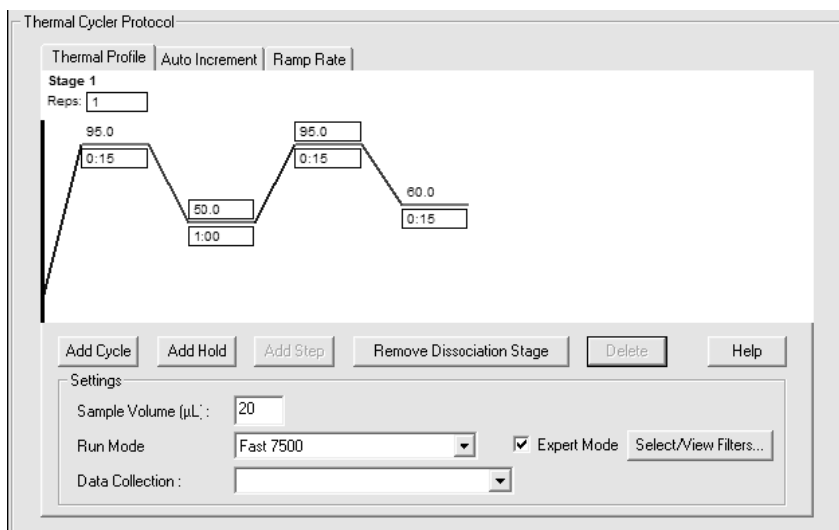 Thermal Cycler Protocol
Thermal Profile Auto Increment Ramp Rate
Stage 1
Reps: 1
95.0 95.0
0:15 0:15
60.0
50.0 0:15
1:00
Add Cycle Add Hold Add Step Remove Dissociation Stage Delete Help
Settings
Sample Volume (µL) : 20
Run Mode Fast 7500 Expert Mode Select/View Filters...
Data Collection :